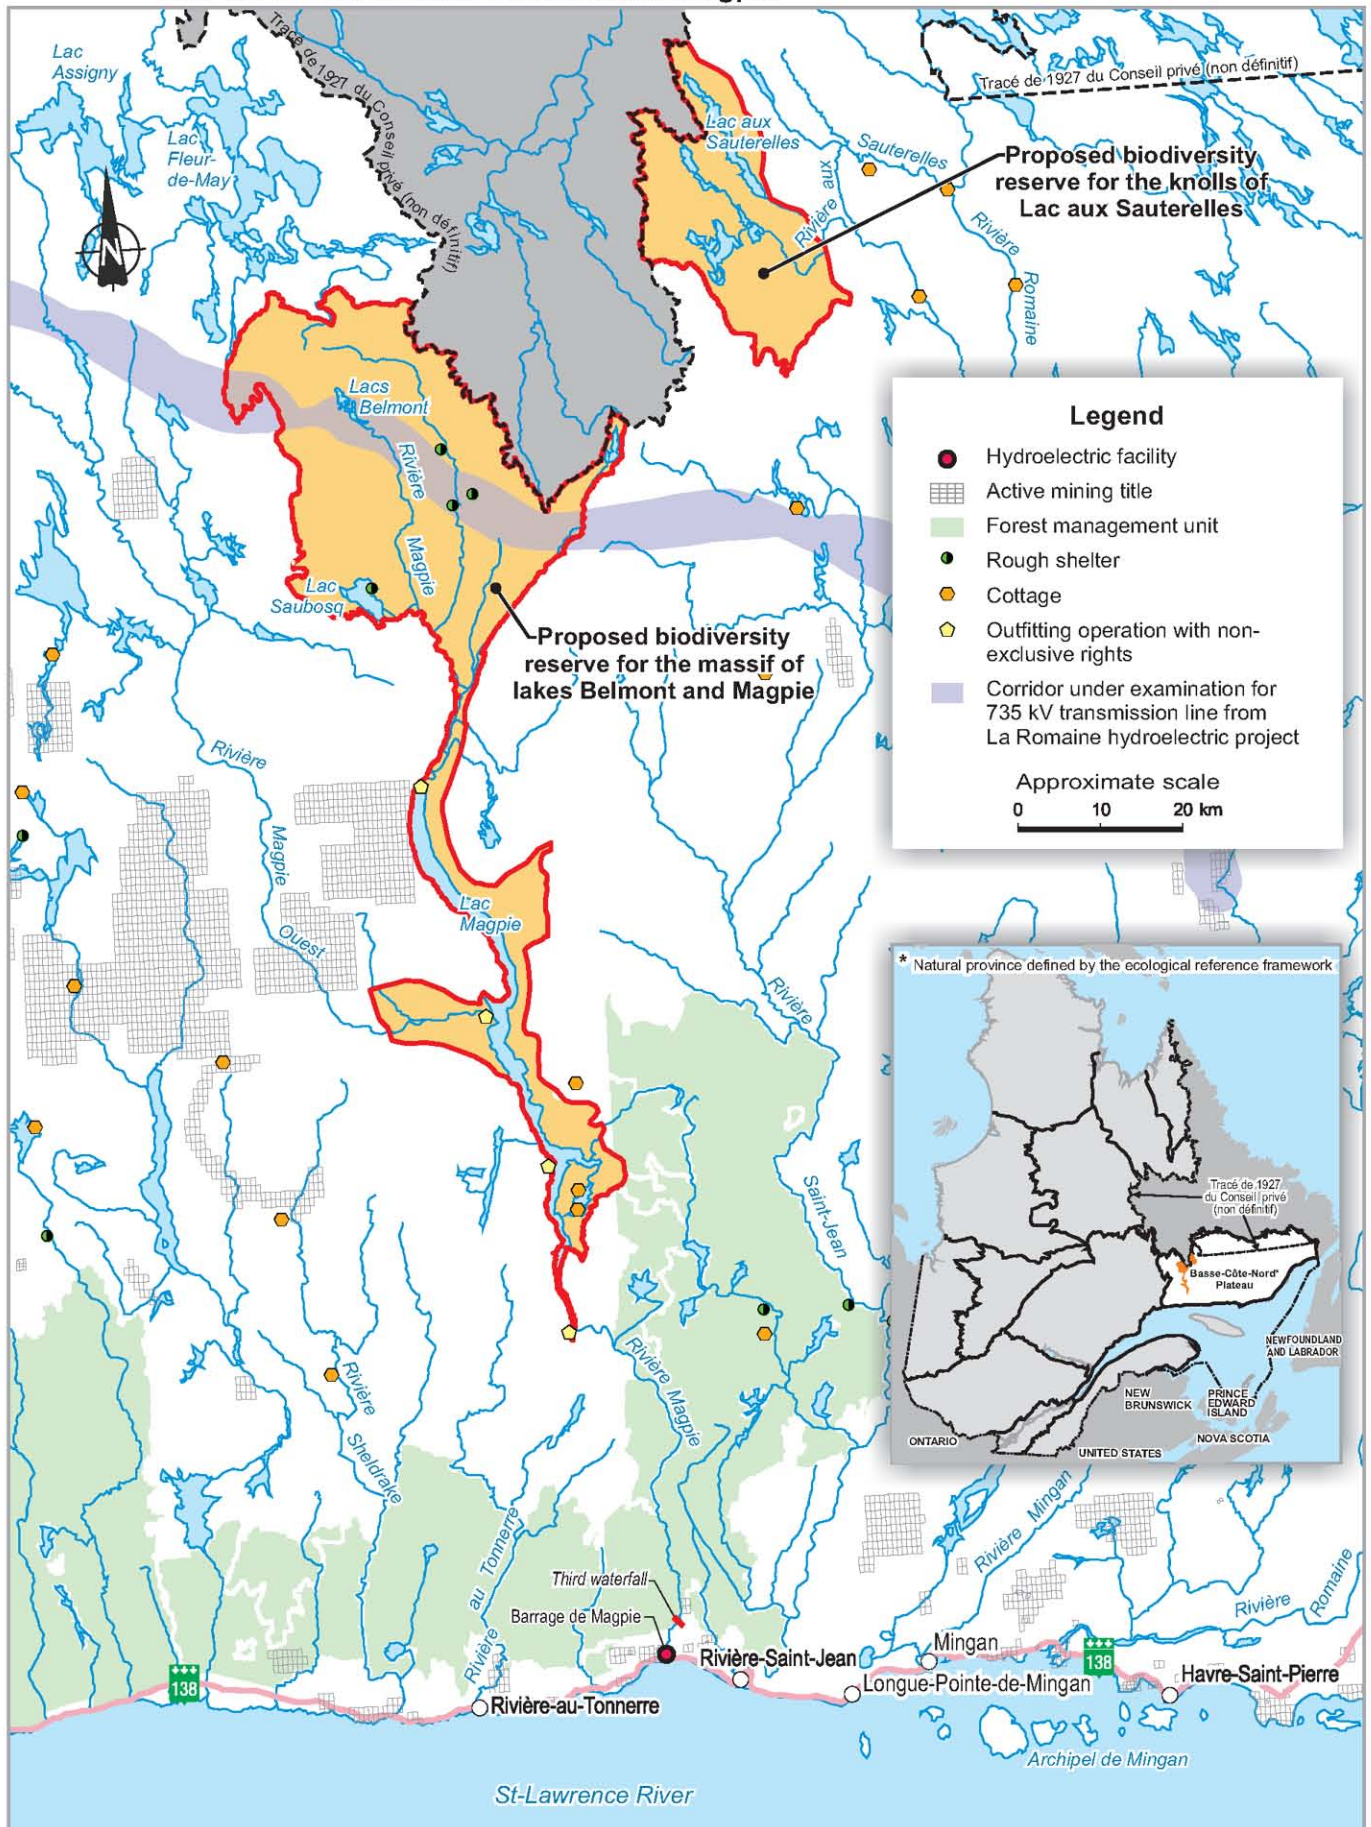 Lac
Assigny
Lac
Fleur-
de-May
Tracé de 1927 du Conseil privé (non définitif)
Tracé de 1927 du Conseil privé (non définitif)
Lac aux
Sauterelles
Sauterelles
Rivière aux
Rivière
Romaine
Proposed biodiversity
reserve for the knolls of
Lac aux Sauterelles
N
Lacs
Belmont
Rivière
Magpie
Lac
Saubosq
Proposed biodiversity
reserve for the massif of
lakes Belmont and Magpie
Legend
Hydroelectric facility
Active mining title
Forest management unit
Rough shelter
Cottage
Outfitting operation with non-
exclusive rights
Corridor under examination for
735 kV transmission line from
La Romaine hydroelectric project
Approximate scale
0 10 20 km
Rivière
Magpie
Ouest
Lac
Magpie
Rivière
Saint-Jean
* Natural province defined by the ecological reference framework
Tracé de 1927
du Conseil privé
(non définitif)
Basse-Côte-Nord*
Plateau
NEWFOUNDLAND
AND LABRADOR
NEW
BRUNSWICK
PRINCE
EDWARD
ISLAND
NOVA SCOTIA
ONTARIO
UNITED STATES
Rivière Magpie
Rivière
Sheldrake
Rivière au Tonnerre
Third waterfall
Barrage de Magpie
Rivière Mingan
Rivière Romaine
138
138
Rivière-au-Tonnerre
Rivière-Saint-Jean
Mingan
Longue-Pointe-de-Mingan
Havre-Saint-Pierre
Archipel de Mingan
St-Lawrence River